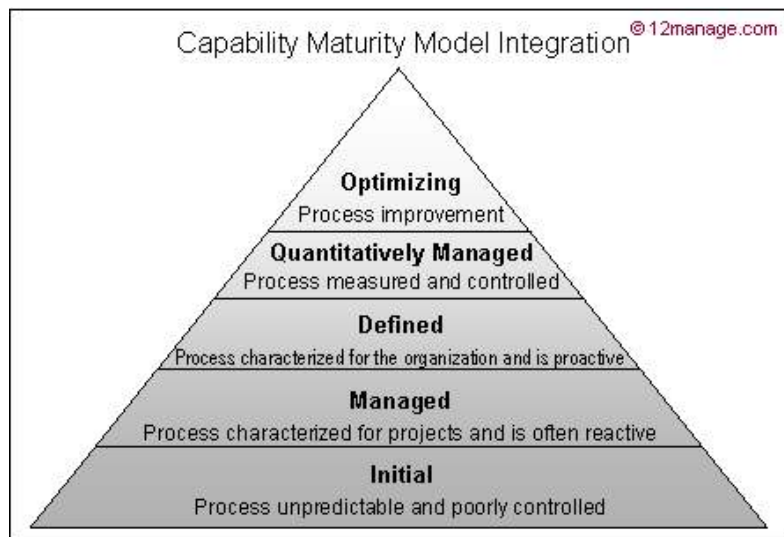 © 12manage.com
Capability Maturity Model Integration
Optimizing
Process improvement
Quantitatively Managed
Process measured and controlled
Defined
Process characterized for the organization and is proactive
Managed
Process characterized for projects and is often reactive
Initial
Process unpredictable and poorly controlled